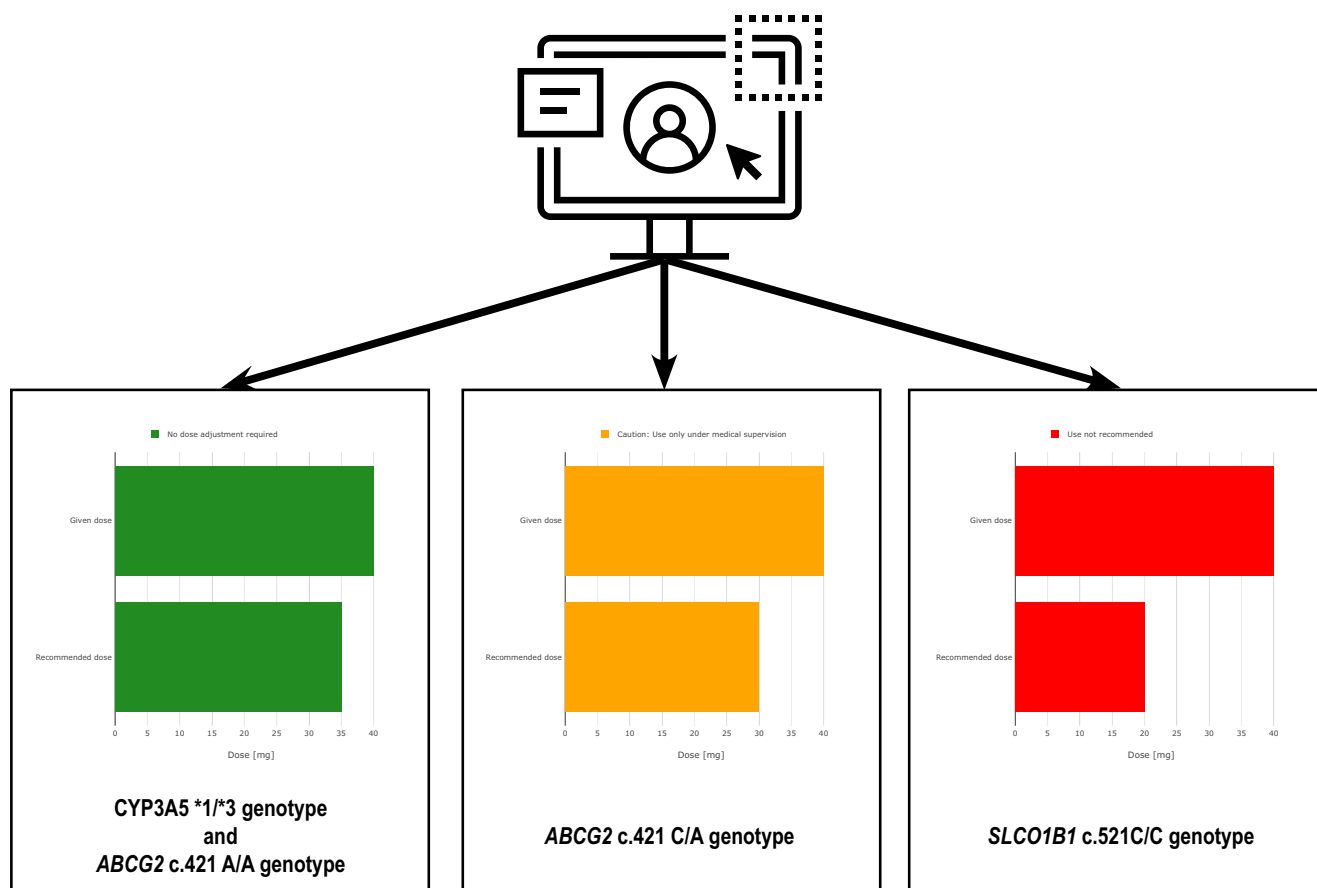 No dose adjustment required
Given dose
Recommended dose
0 5 10 15 20 25 30 35 40
Dose [mg]
CYP3A5 *1/*3 genotype
and
ABCG2 c.421 A/A genotype
Caution: Use only under medical supervision
Given dose
Recommended dose
0 5 10 15 20 25 30 35 40
Dose [mg]
ABCG2 c.421 C/A genotype
Use not recommended
Given dose
Recommended dose
0 5 10 15 20 25 30 35 40
Dose [mg]
SLCO1B1 c.521C/C genotype